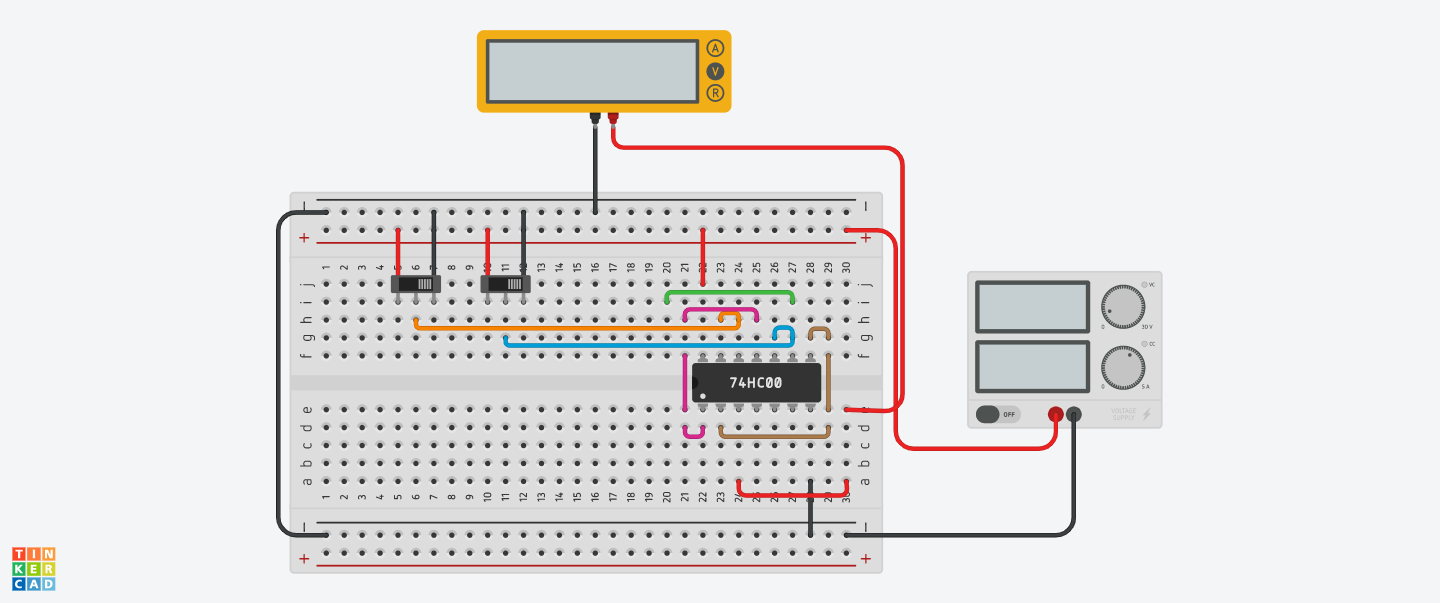 A
V
R
− −
+ +
1 2 3 4 5 6 7 8 9 10 11 12 13 14 15 16 17 18 19 20 21 22 23 24 25 26 27 28 29 30
j j
i i
h h
g g
f f
74HC00
e e
d d
c c
b b
a a
1 2 3 4 5 6 7 8 9 10 11 12 13 14 15 16 17 18 19 20 21 22 23 24 25 26 27 28 29 30
− −
+ +
VC
0 30 V
CC
0 5 A
OFF
VOLTAGE
SUPPLY
TIN
KER
CAD